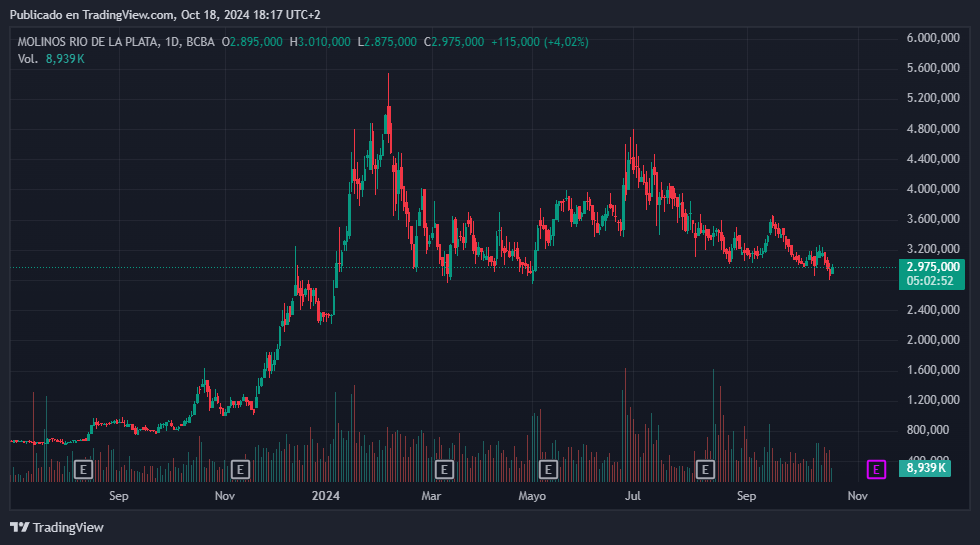 Publicado en TradingView.com, Oct 18, 2024 18:17 UTC+2
MOLINOS RIO DE LA PLATA, 1D, BCBA O2.895,000 H3.010,000 L2.875,000 C2.975,000 +115,000 (+4,02%)
Vol. 8,939K
6.000,000
5.600,000
5.200,000
4.800,000
4.400,000
4.000,000
3.600,000
3.200,000
2.975,000
05:02:52
2.400,000
2.000,000
1.600,000
1.200,000
800,000
400,000
8,939K
E E E E E E
Sep Nov 2024 Mar Mayo Jul Sep Nov
TradingView